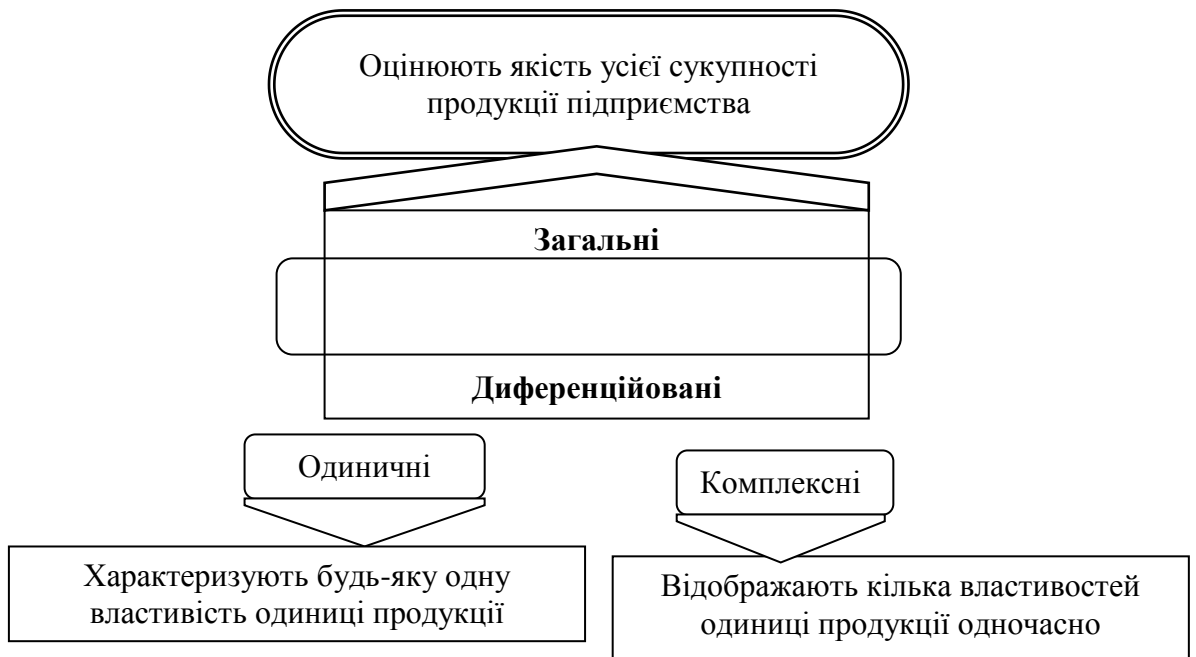 Оцінюють якість усієї сукупності
продукції підприємства
Загальні
Диференційовані
Одиничні
Комплексні
Характеризують будь-яку одну
властивість одиниці продукції
Відображають кілька властивостей
одиниці продукції одночасно